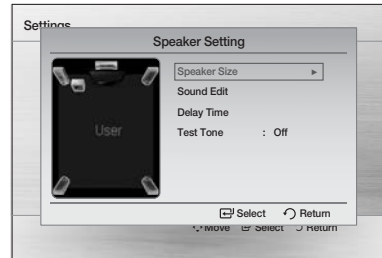 Settings
Speaker Setting
Speaker Size ►
Sound Edit
Delay Time
Test Tone : Off
User
Select Return
Move Select Return